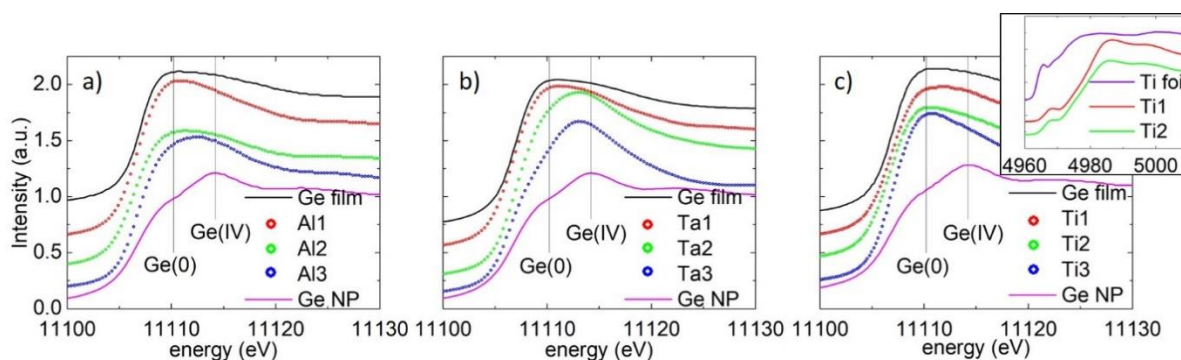 a)
Intensity (a.u.)
2.0
1.5
1.0
0.5
0.0
Ge film
Al1
Al2
Al3
Ge NP
Ge(IV)
Ge(0)
11100 11110 11120 11130
energy (eV)
b)
Ge film
Ta1
Ta2
Ta3
Ge NP
Ge(IV)
Ge(0)
11100 11110 11120 11130
energy (eV)
c)
Ge film
Ti1
Ti2
Ti3
Ge NP
Ge(IV)
Ge(0)
11100 11110 11120 11130
energy (eV)
Ti foi
Ti1
Ti2
4960 4980 5000